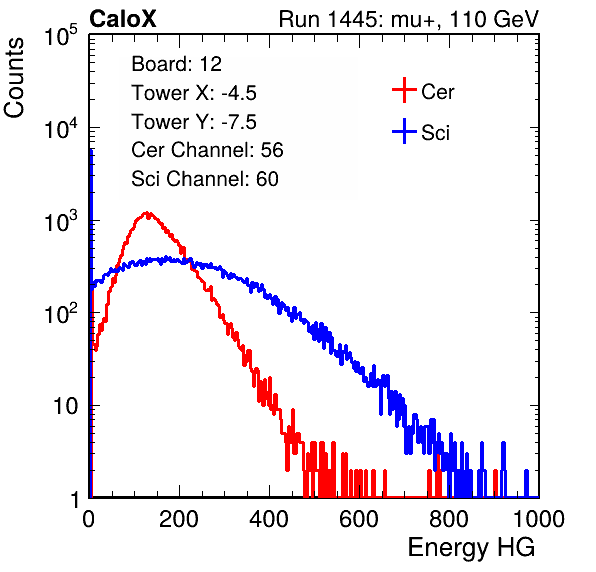 CaloX Run 1445: mu+, 110 GeV
Counts
Board: 12
Tower X: -4.5
Tower Y: -7.5
Cer Channel: 56
Sci Channel: 60
Cer
Sci
10^5
10^4
10^3
10^2
10
1
0 200 400 600 800 1000
Energy HG